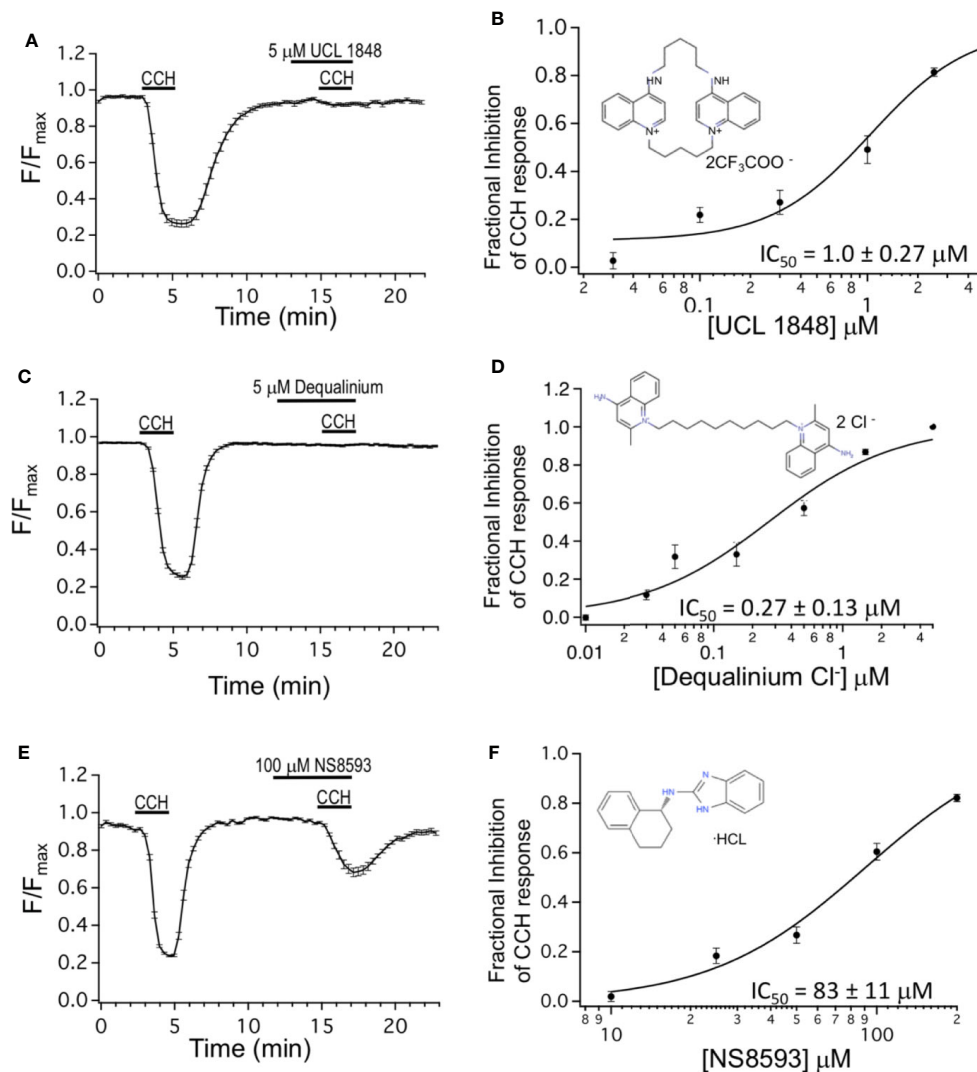 A
5 μM UCL 1848
CCH
CCH
1.2
1.0
0.8
0.6
0.4
0.2
0.0
F/Fmax
0
5
10
15
20
Time (min)
B
HN
NH
N+
N+
2CF3COO -
1.0
0.8
0.6
0.4
0.2
0.0
Fractional Inhibition
of CCH response
IC50 = 1.0 ± 0.27 μM
2
4
6
8
0.1
2
4
6
8
1
2
4
[UCL 1848] μM
C
5 μM Dequalinium
CCH
CCH
1.2
1.0
0.8
0.6
0.4
0.2
0.0
F/Fmax
0
5
10
15
20
Time (min)
D
H2N
N+
N+
NH2
2 Cl -
1.2
1.0
0.8
0.6
0.4
0.2
0.0
Fractional Inhibition
of CCH response
IC50 = 0.27 ± 0.13 μM
0.01
2
4
6
8
0.1
2
4
6
8
1
2
4
[Dequalinium Cl-] μM
E
100 μM NS8593
CCH
CCH
1.2
1.0
0.8
0.6
0.4
0.2
0.0
F/Fmax
0
5
10
15
20
Time (min)
F
HN
N
HN
·HCL
1.0
0.8
0.6
0.4
0.2
0.0
Fractional Inhibition
of CCH response
IC50 = 83 ± 11 μM
8
9
10
2
3
4
5
6
7
8
9
100
2
[NS8593] μM